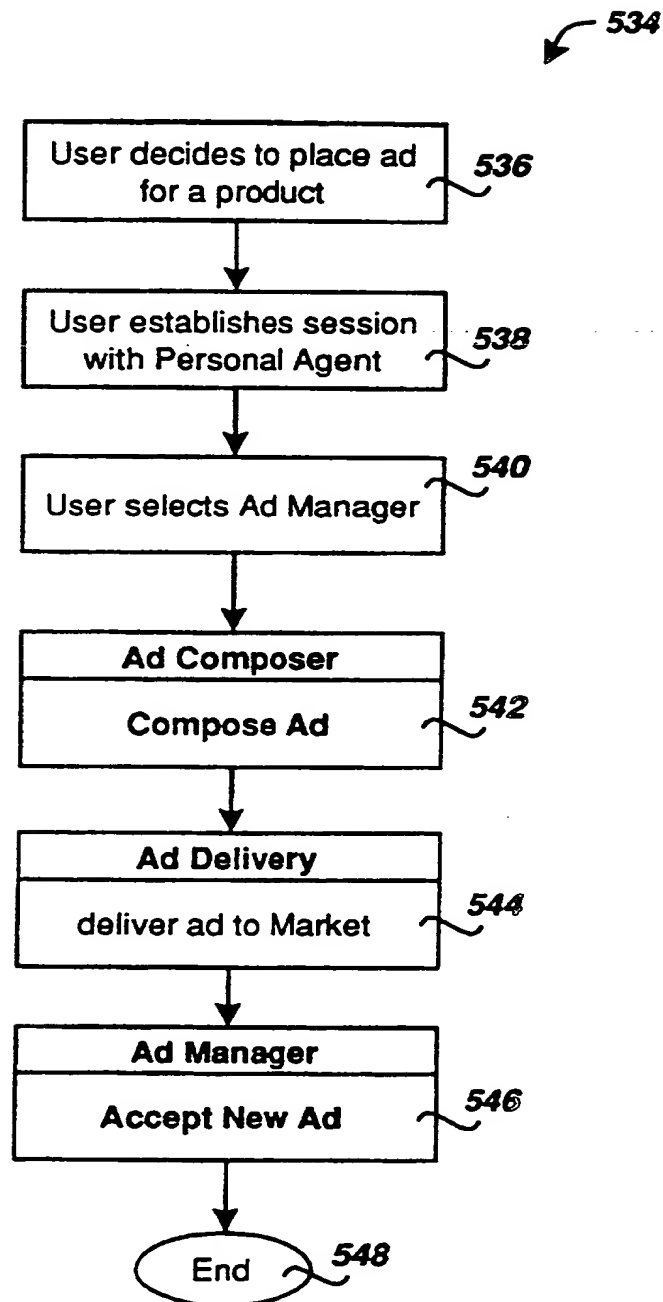 534
User decides to place ad
for a product
536
User establishes session
with Personal Agent
538
540
User selects Ad Manager
Ad Composer
Compose Ad
542
Ad Delivery
deliver ad to Market
544
Ad Manager
Accept New Ad
546
End
548